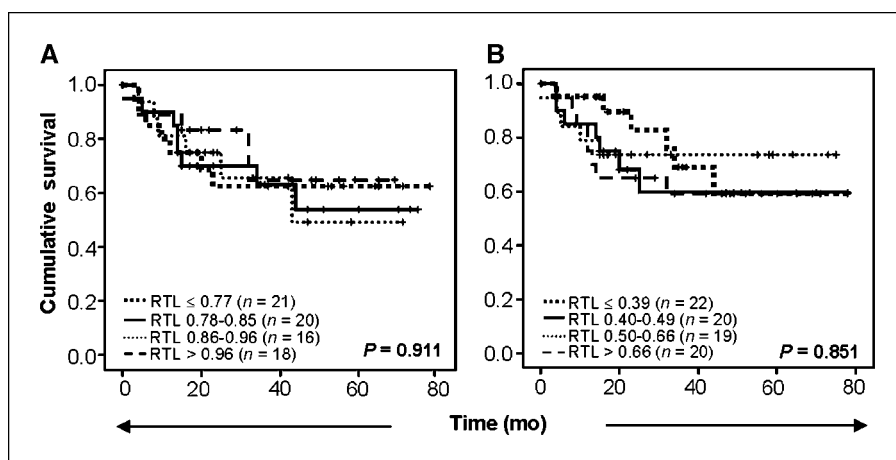 A
B
Cumulative survival
1.0
0.8
0.6
0.4
0.2
0.0
RTL ≤ 0.77 (n = 21)
RTL 0.78-0.85 (n = 20)
RTL 0.86-0.96 (n = 16)
RTL > 0.96 (n = 18)
P = 0.911
0 20 40 60 80
1.0
0.8
0.6
0.4
0.2
0.0
RTL ≤ 0.39 (n = 22)
RTL 0.40-0.49 (n = 20)
RTL 0.50-0.66 (n = 19)
RTL > 0.66 (n = 20)
P = 0.851
0 20 40 60 80
Time (mo)